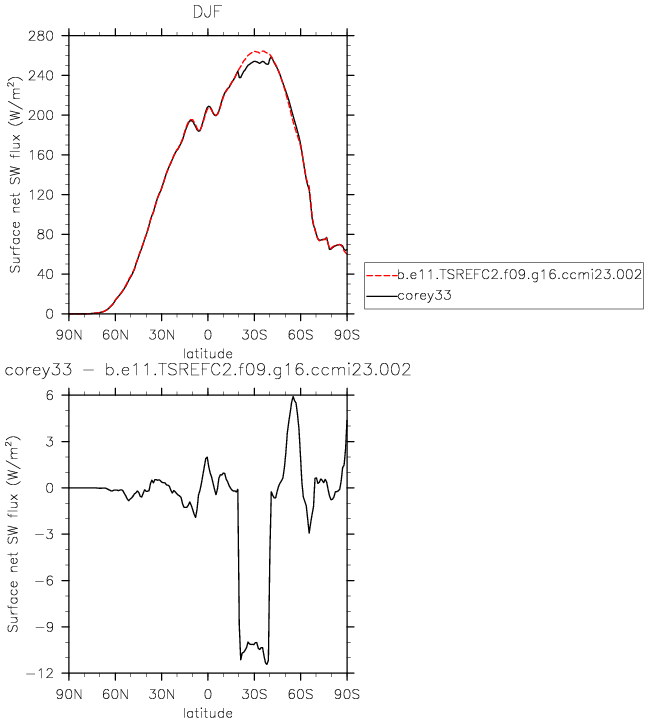 DJF
280
240
200
160
120
80
40
0
Surface net SW flux (W/m²)
90N 60N 30N 0 30S 60S 90S
latitude
b.e11.TSREFC2.f09.g16.ccmi23.002
corey33
corey33 − b.e11.TSREFC2.f09.g16.ccmi23.002
6
3
0
−3
−6
−9
−12
Surface net SW flux (W/m²)
90N 60N 30N 0 30S 60S 90S
latitude